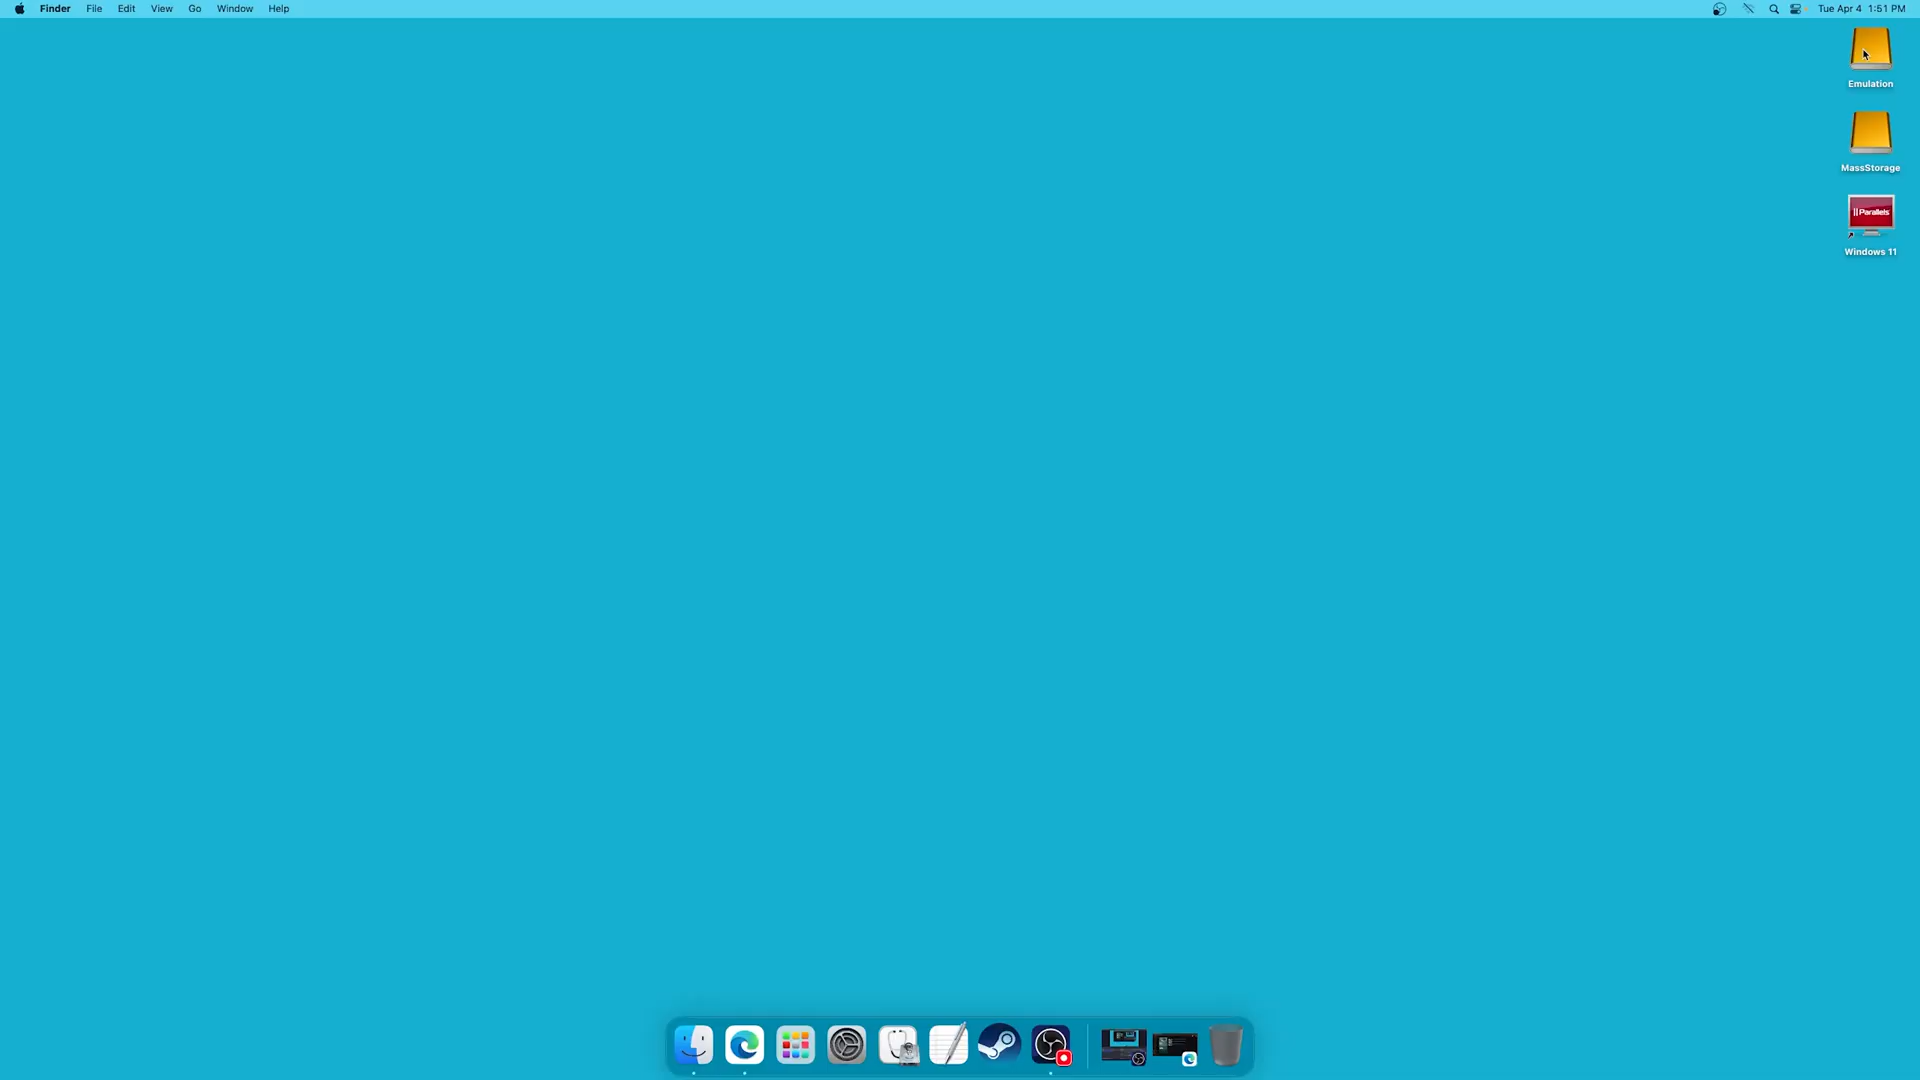 Finder File Edit View Go Window Help Tue Apr 4 1:51 PM
Emulation
MassStorage
Parallels
Windows 11